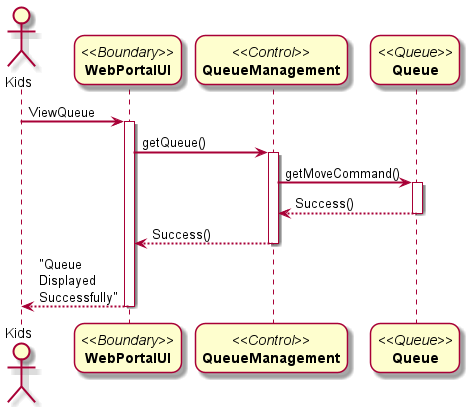 Kids
<<Boundary>>
WebPortalUI
<<Control>>
QueueManagement
<<Queue>>
Queue
ViewQueue
getQueue()
getMoveCommand()
Success()
Success()
"Queue
Displayed
Successfully"
Kids
<<Boundary>>
WebPortalUI
<<Control>>
QueueManagement
<<Queue>>
Queue